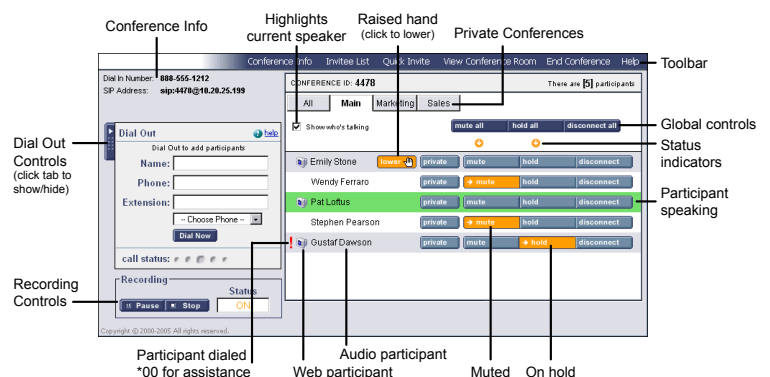 Conference Info
Highlights
current speaker
Raised hand
(click to lower)
Private Conferences
Conference Info Invitee List Quick Invite View Conference Room End Conference Help
Toolbar
Dial In Number: 888-555-1212
SIP Address: sip:4478@10.20.25.199
CONFERENCE ID: 4478
There are [5] participants
All Main Marketing Sales
Show who's talking
mute all hold all disconnect all
Global controls
Status
indicators
Dial Out
Controls
(click tab to
show/hide)
Dial Out help
Dial Out to add participants
Name:
Phone:
Extension:
-- Choose Phone --
Dial Now
call status:
Emily Stone lower private mute hold disconnect
Wendy Ferraro private → mute hold disconnect
Pat Loftus private mute hold disconnect
Stephen Pearson private → mute hold disconnect
! Gustaf Dawson private mute → hold disconnect
Participant
speaking
Recording
Controls
Recording
Status
Pause Stop ON
Copyright © 2000-2005 All rights reserved.
Participant dialed
*00 for assistance
Web participant
Audio participant
Muted
On hold